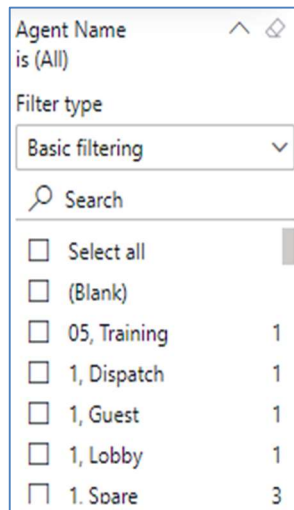 Agent Name
is (All)
Filter type
Basic filtering
Search
Select all
(Blank)
05, Training 1
1, Dispatch 1
1, Guest 1
1, Lobby 1
1, Spare 3